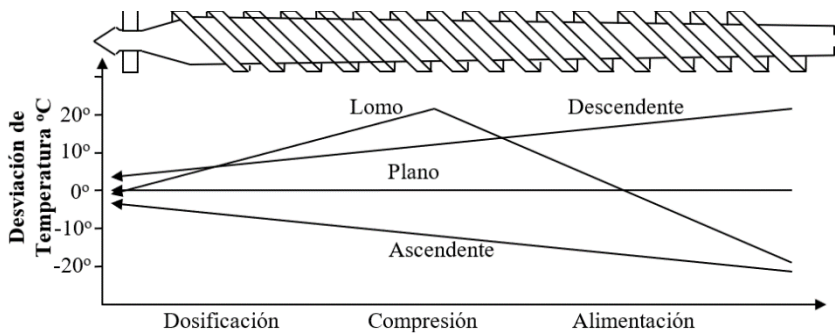 Desviación de
Temperatura ºC
20º
10º
0º
-10º
-20º
Lomo
Descendente
Plano
Ascendente
Dosificación
Compresión
Alimentación